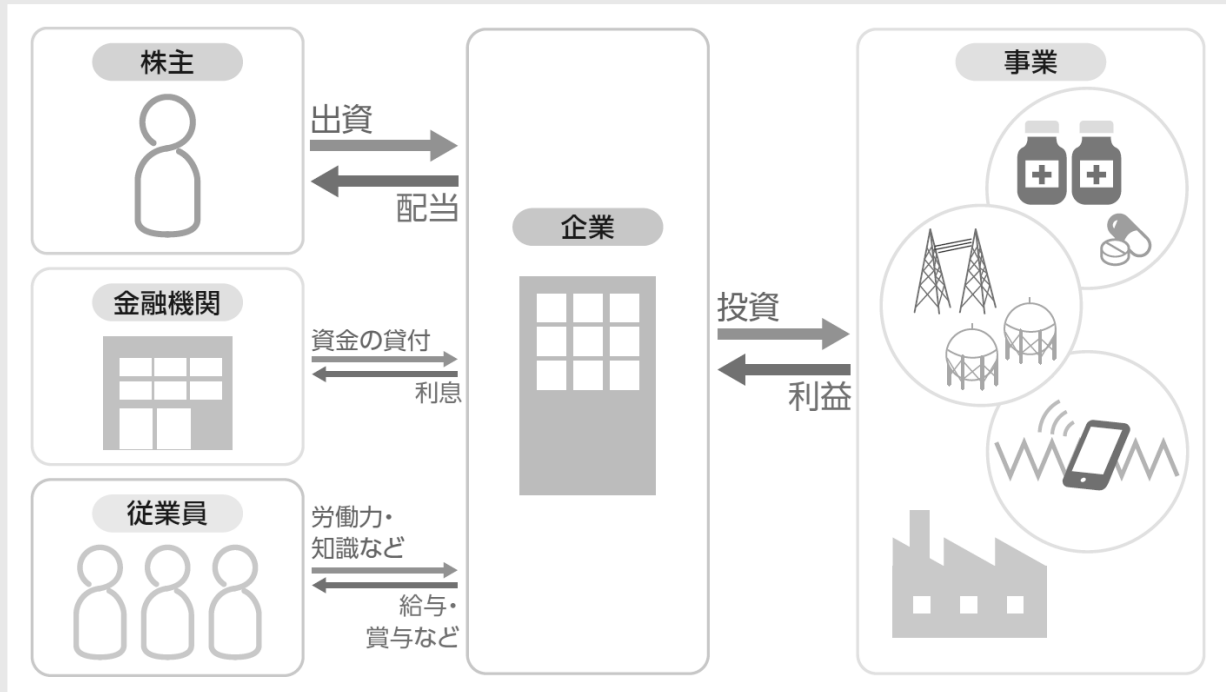 株主
出資
配当
金融機関
資金の貸付
利息
従業員
労働力・
知識など
給与・
賞与など
企業
投資
利益
事業